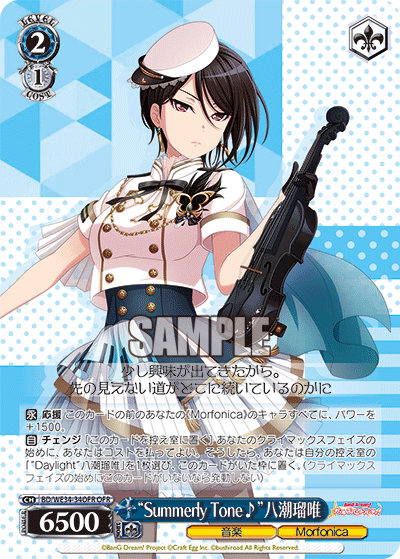 LEVEL
2
1
COST
SAMPLE
少し興味が出てきたから。
先の見えない道がどこに続いているのかに
永 応援 このカードの前のあなたの《Morfonica》のキャラすべてに、パワーを
+1500。
自 チェンジ [このカードを控え室に置く] あなたのクライマックスフェイズの
始めに、あなたはコストを払ってよい。そうしたら、あなたは自分の控え室の
「“Daylight”八潮瑠唯」を1枚選び、このカードがいた枠に置く。(クライマックス
フェイズの始めにこのカードがいないなら発動しない)
CH BD/WE34-34OFR OFR
“Summerly Tone♪”八潮瑠唯
6500
音楽
Morfonica
©BanG Dream! Project ©Craft Egg Inc. ©bushiroad All Rights Reserved.